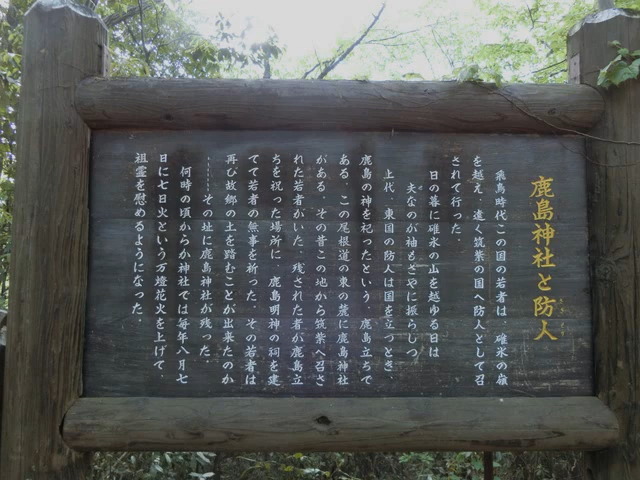 鹿島神社と防人
さきもり
飛鳥時代この国の若者は、碓氷の嶺
を越え、遠く筑紫の国へ防人として召
されて行った。
日の暮に碓氷の山を越ゆる日は
夫なのが袖もさやに振らしつ
上代、東国の防人は国を立つとき、
鹿島の神を祀ったという、鹿島立ちで
ある。この尾根道の東の麓に鹿島神社
がある。その昔この地から筑紫へ召さ
れた若者がいた。残された者が鹿島立
ちを祝った場所に、鹿島明神の祠を建
てて若者の無事を祈った。その若者は
再び故郷の土を踏むことが出来たのか
……その址に鹿島神社が残った。
何時の頃からか神社では毎年八月七
日に七日火という万燈花火を上げて、
祖霊を慰めるようになった。